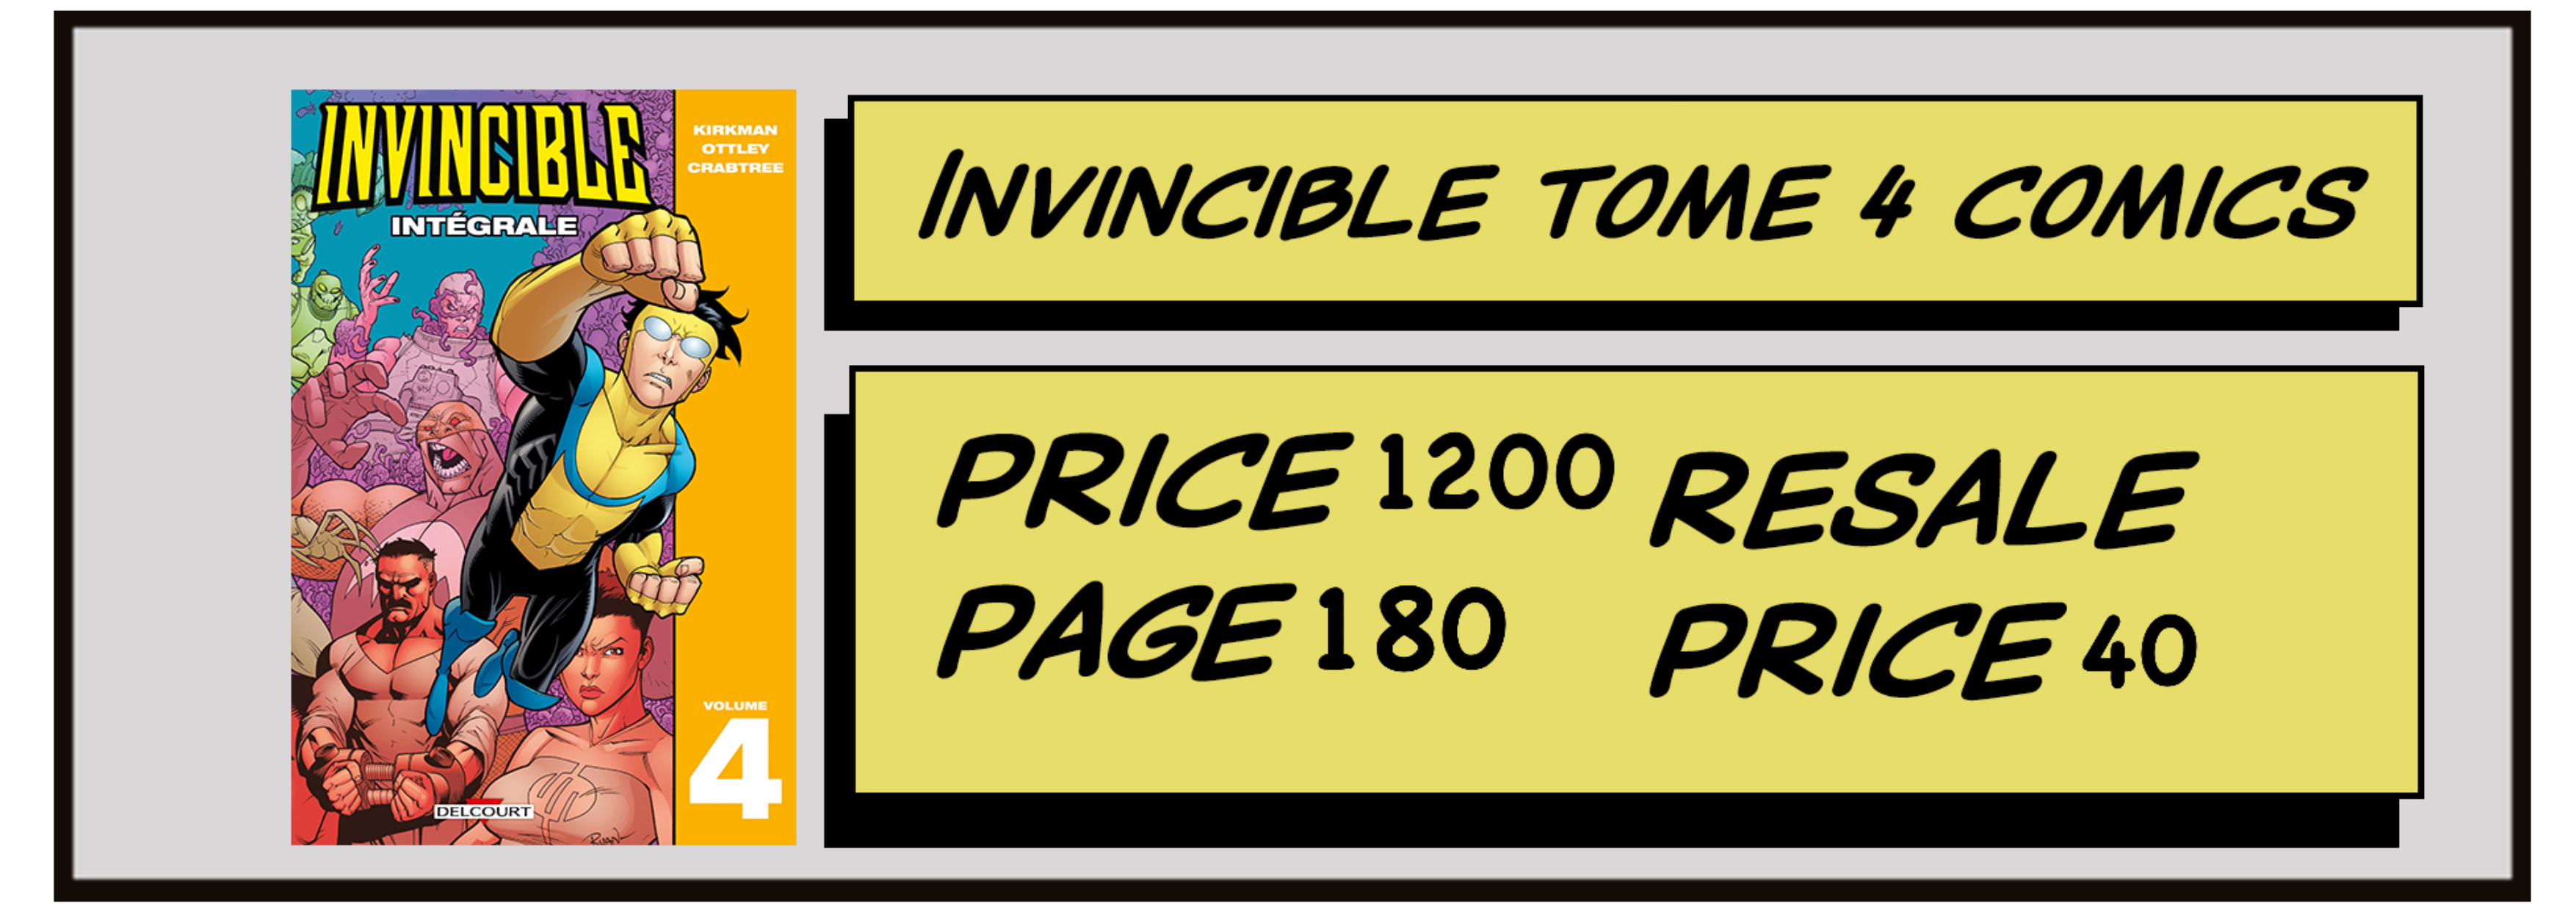 INVINCIBLE
INTÉGRALE
KIRKMAN
OTTLEY
CRABTREE
VOLUME
4
DELCOURT
RYAN
INVINCIBLE TOME 4 COMICS
PRICE 1200
PAGE 180
RESALE
PRICE 40